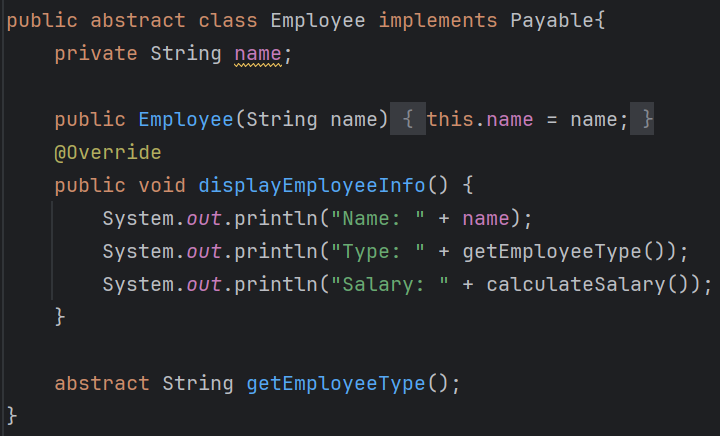 public abstract class Employee implements Payable{
    private String name;

    public Employee(String name) { this.name = name; }
    @Override
    public void displayEmployeeInfo() {
        System.out.println("Name: " + name);
        System.out.println("Type: " + getEmployeeType());
        System.out.println("Salary: " + calculateSalary());
    }

    abstract String getEmployeeType();
}